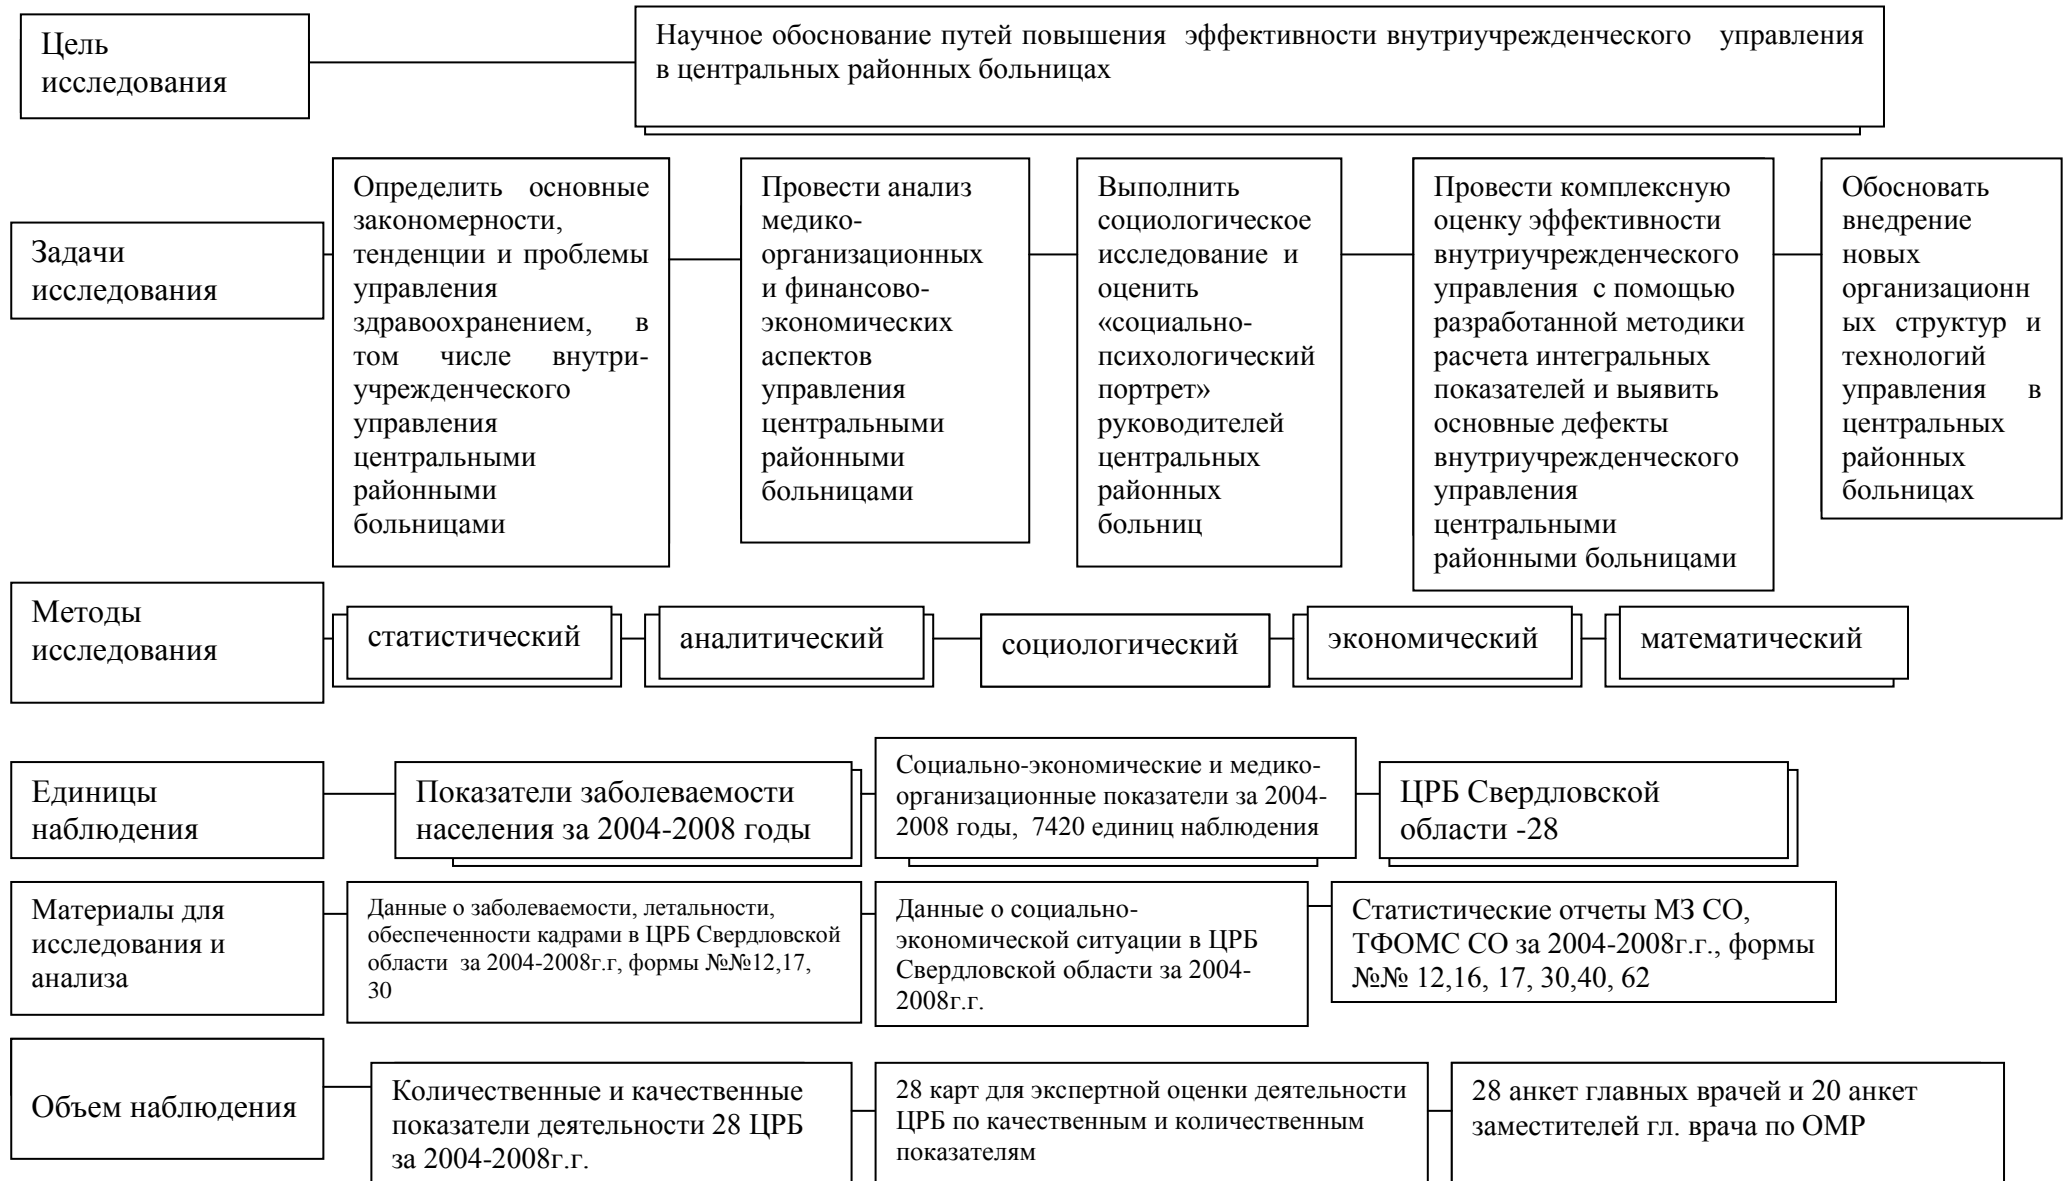 Цель
исследования
Научное обоснование путей повышения эффективности внутриучрежденческого управления
в центральных районных больницах
Задачи
исследования
Определить основные
закономерности,
тенденции и проблемы
управления
здравоохранением, в
том числе внутри-
учрежденческого
управления
центральными
районными
больницами
Провести анализ
медико-
организационных
и финансово-
экономических
аспектов
управления
центральными
районными
больницами
Выполнить
социологическое
исследование и
оценить
«социально-
психологический
портрет»
руководителей
центральных
районных
больниц
Провести комплексную
оценку эффективности
внутриучрежденческого
управления с помощью
разработанной методики
расчета интегральных
показателей и выявить
основные дефекты
внутриучрежденческого
управления
центральными
районными больницами
Обосновать
внедрение
новых
организационн
ых структур и
технологий
управления в
центральных
районных
больницах
Методы
исследования
статистический
аналитический
социологический
экономический
математический
Единицы
наблюдения
Показатели заболеваемости
населения за 2004-2008 годы
Социально-экономические и медико-
организационные показатели за 2004-
2008 годы, 7420 единиц наблюдения
ЦРБ Свердловской
области -28
Материалы для
исследования и
анализа
Данные о заболеваемости, летальности,
обеспеченности кадрами в ЦРБ Свердловской
области за 2004-2008г.г, формы №№12,17,
30
Данные о социально-
экономической ситуации в ЦРБ
Свердловской области за 2004-
2008г.г.
Статистические отчеты МЗ СО,
ТФОМС СО за 2004-2008г.г., формы
№№ 12,16, 17, 30,40, 62
Объем наблюдения
Количественные и качественные
показатели деятельности 28 ЦРБ
за 2004-2008г.г.
28 карт для экспертной оценки деятельности
ЦРБ по качественным и количественным
показателям
28 анкет главных врачей и 20 анкет
заместителей гл. врача по ОМР